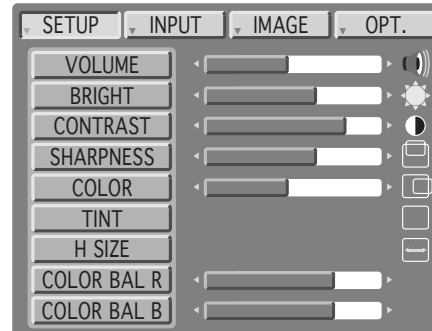 SETUP INPUT IMAGE OPT.
VOLUME
BRIGHT
CONTRAST
SHARPNESS
COLOR
TINT
H SIZE
COLOR BAL R
COLOR BAL B